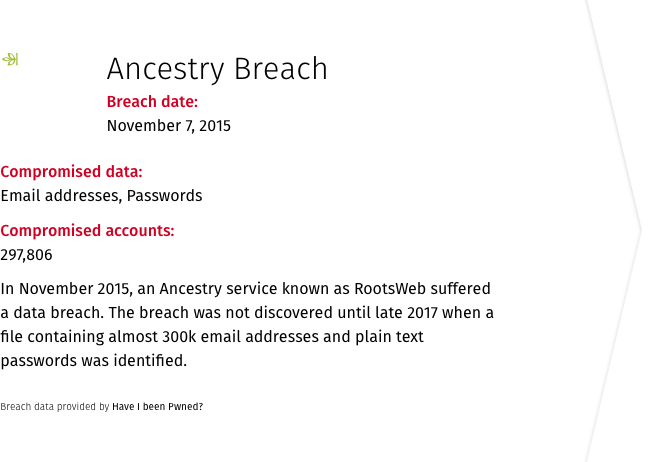 Ancestry Breach
Breach date:
November 7, 2015
Compromised data:
Email addresses, Passwords
Compromised accounts:
297,806
In November 2015, an Ancestry service known as RootsWeb suffered
a data breach. The breach was not discovered until late 2017 when a
file containing almost 300k email addresses and plain text
passwords was identified.
Breach data provided by Have I been Pwned?